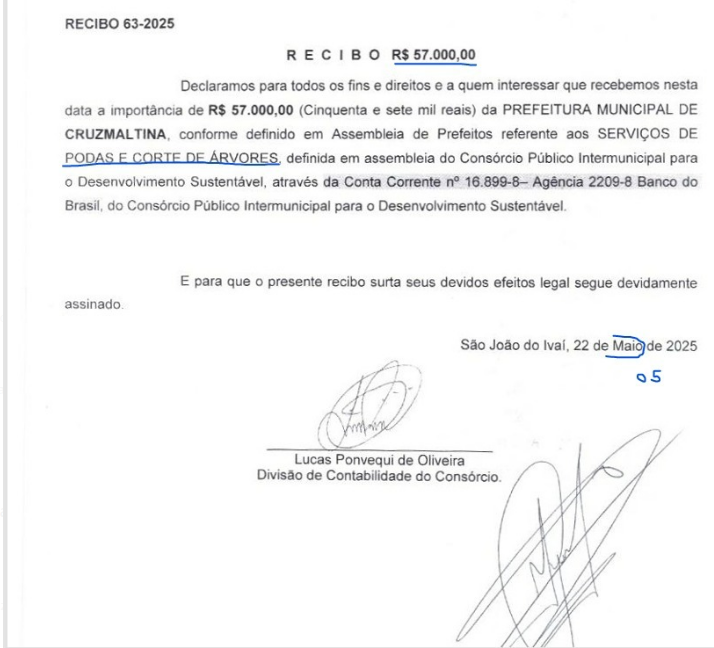 RECIBO 63-2025
R E C I B O R$ 57.000,00
Declaramos para todos os fins e direitos e a quem interessar que recebemos nesta
data a importância de R$ 57.000,00 (Cinquenta e sete mil reais) da PREFEITURA MUNICIPAL DE
CRUZMALTINA, conforme definido em Assembleia de Prefeitos referente aos SERVIÇOS DE
PODAS E CORTE DE ÁRVORES, definida em assembleia do Consórcio Público Intermunicipal para
o Desenvolvimento Sustentável, através da Conta Corrente nº 16.899-8– Agência 2209-8 Banco do
Brasil, do Consórcio Público Intermunicipal para o Desenvolvimento Sustentável.
E para que o presente recibo surta seus devidos efeitos legal segue devidamente
assinado.
São João do Ivaí, 22 de Maio de 2025
05
Lucas Ponvequi de Oliveira
Divisão de Contabilidade do Consórcio.